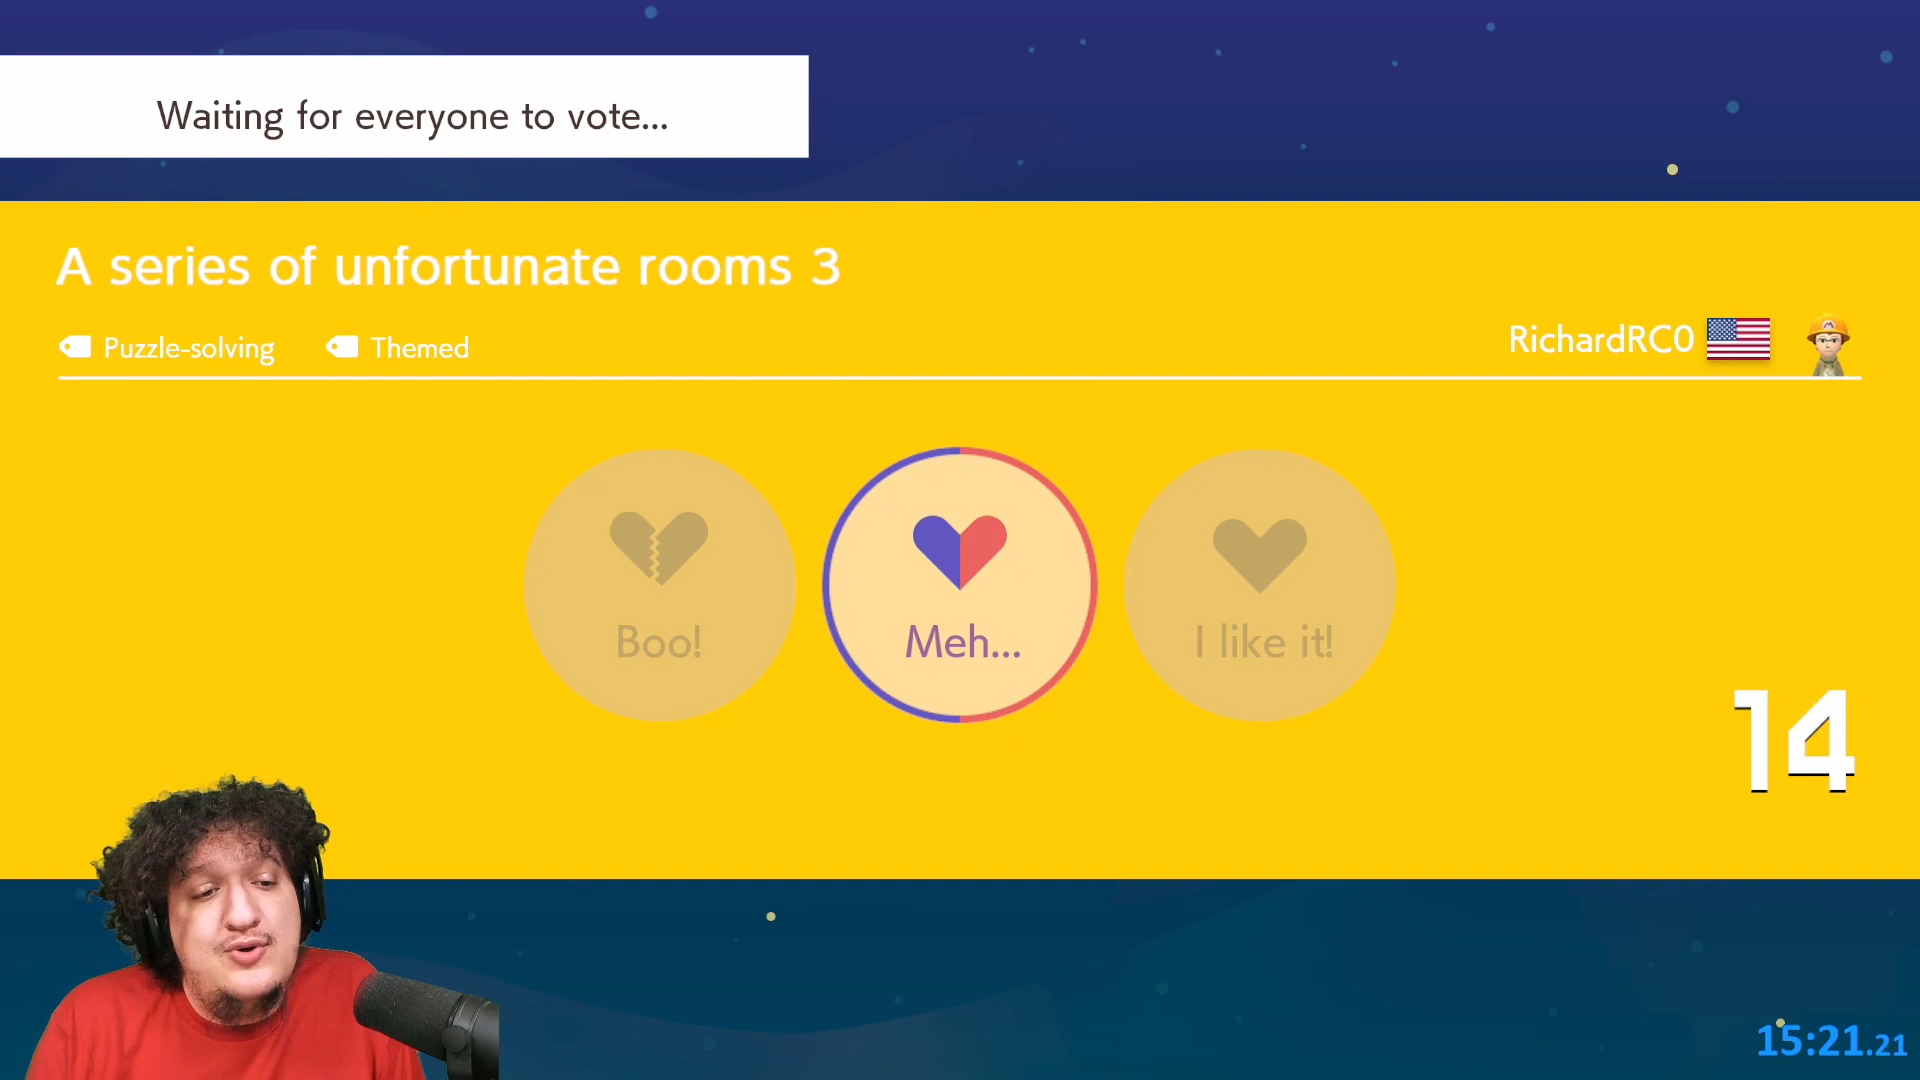 Waiting for everyone to vote...
A series of unfortunate rooms 3
Puzzle-solving Themed
RichardRC0
Boo! Meh... I like it!
14
15:21.21